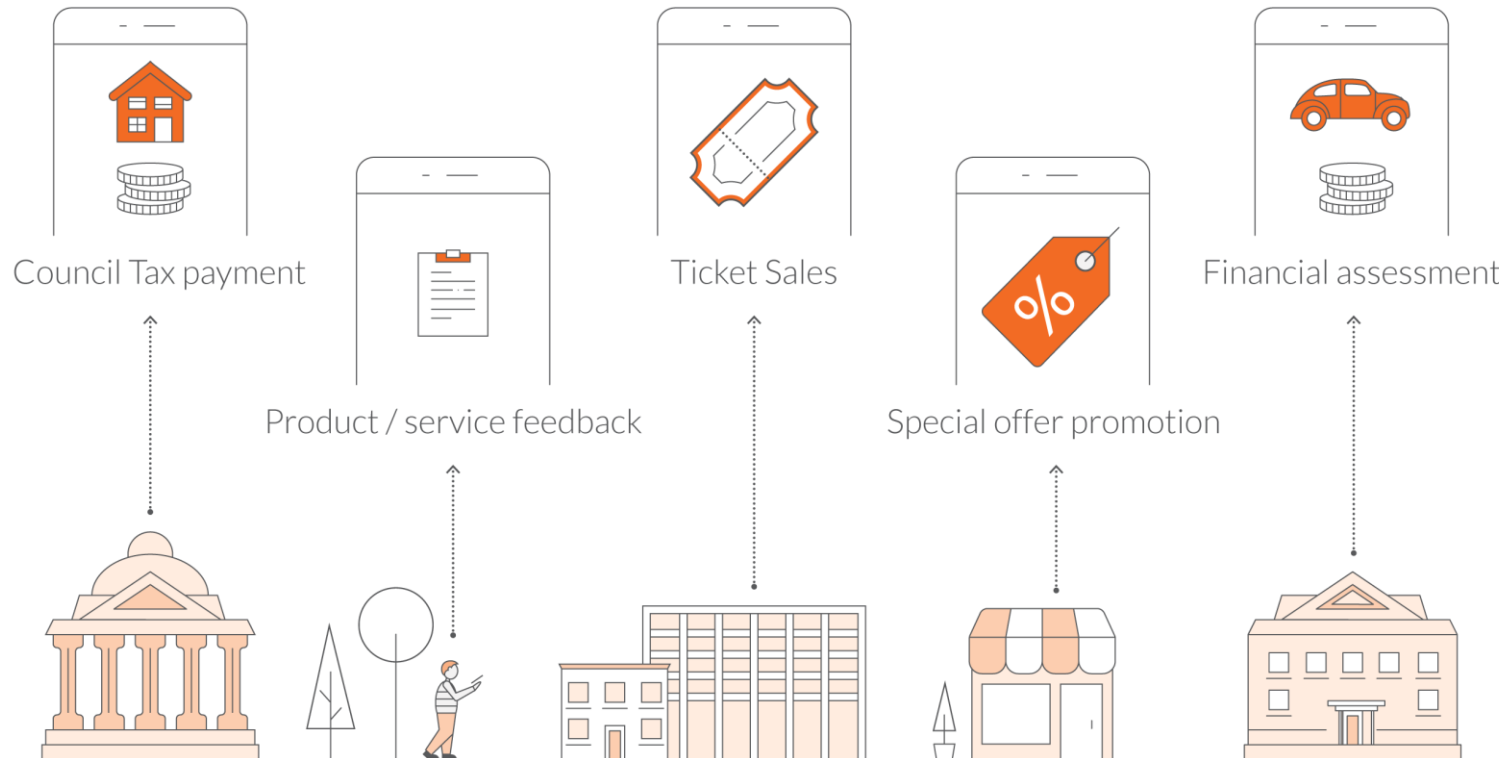 Council Tax payment
Ticket Sales
Financial assessment
%
Product / service feedback
Special offer promotion